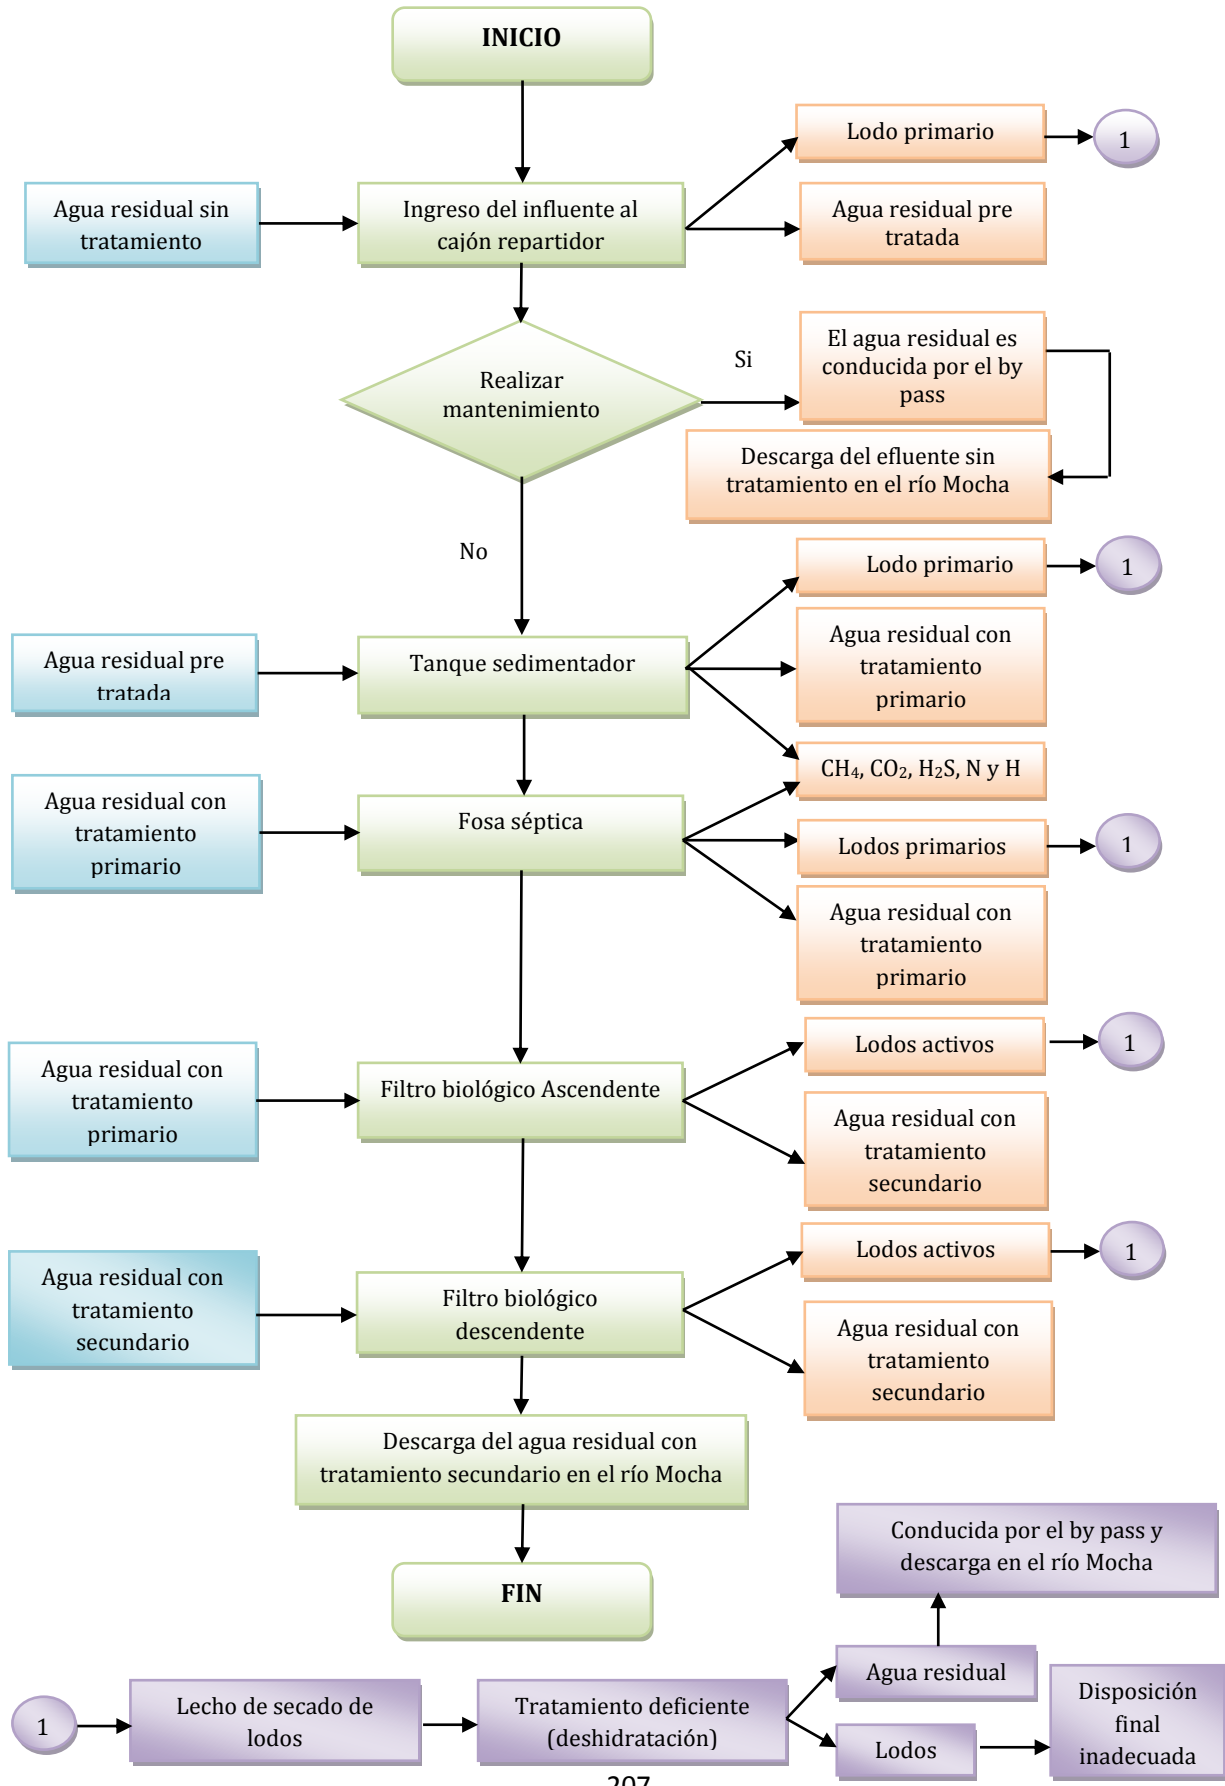 INICIO
Lodo primario
1
Agua residual sin
tratamiento
Ingreso del influente al
cajón repartidor
Agua residual pre
tratada
Realizar
mantenimiento
Si
El agua residual es
conducida por el by
pass
Descarga del efluente sin
tratamiento en el río Mocha
No
Lodo primario
1
Agua residual pre
tratada
Tanque sedimentador
Agua residual con
tratamiento
primario
CH₄, CO₂, H₂S, N y H
Agua residual con
tratamiento
primario
Fosa séptica
Lodos primarios
1
Agua residual con
tratamiento
primario
Agua residual con
tratamiento
primario
Filtro biológico Ascendente
Lodos activos
1
Agua residual con
tratamiento
secundario
Agua residual con
tratamiento
secundario
Filtro biológico
descendente
Lodos activos
1
Agua residual con
tratamiento
secundario
Descarga del agua residual con
tratamiento secundario en el río Mocha
FIN
Conducida por el by pass y
descarga en el río Mocha
1
Lecho de secado de
lodos
Tratamiento deficiente
(deshidratación)
Agua residual
Lodos
Disposición
final
inadecuada
207